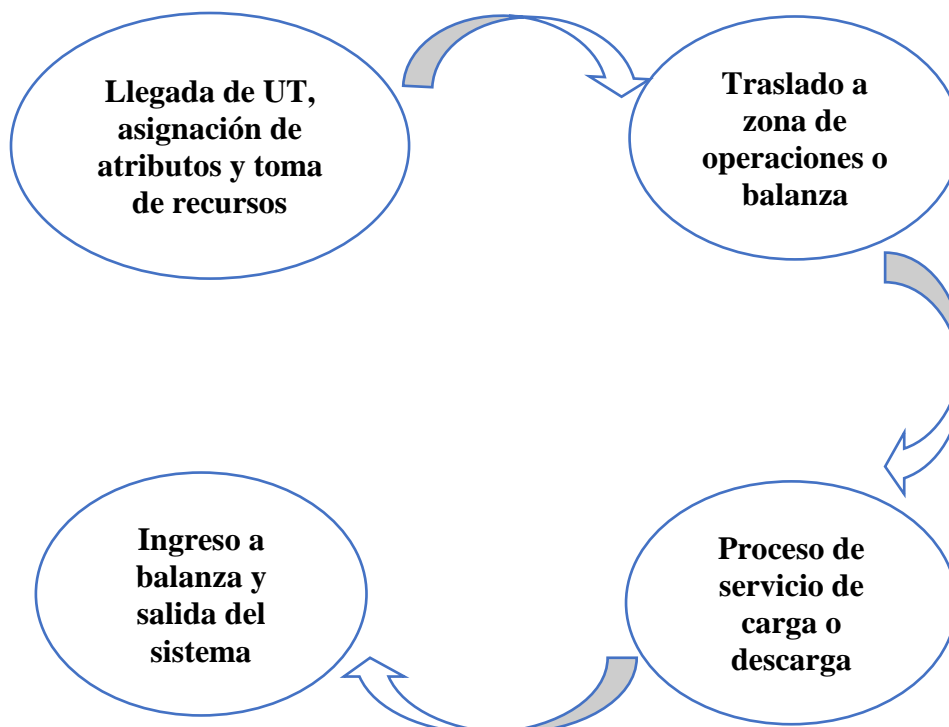 Llegada de UT,
asignación de
atributos y toma
de recursos
Traslado a
zona de
operaciones o
balanza
Proceso de
servicio de
carga o
descarga
Ingreso a
balanza y
salida del
sistema